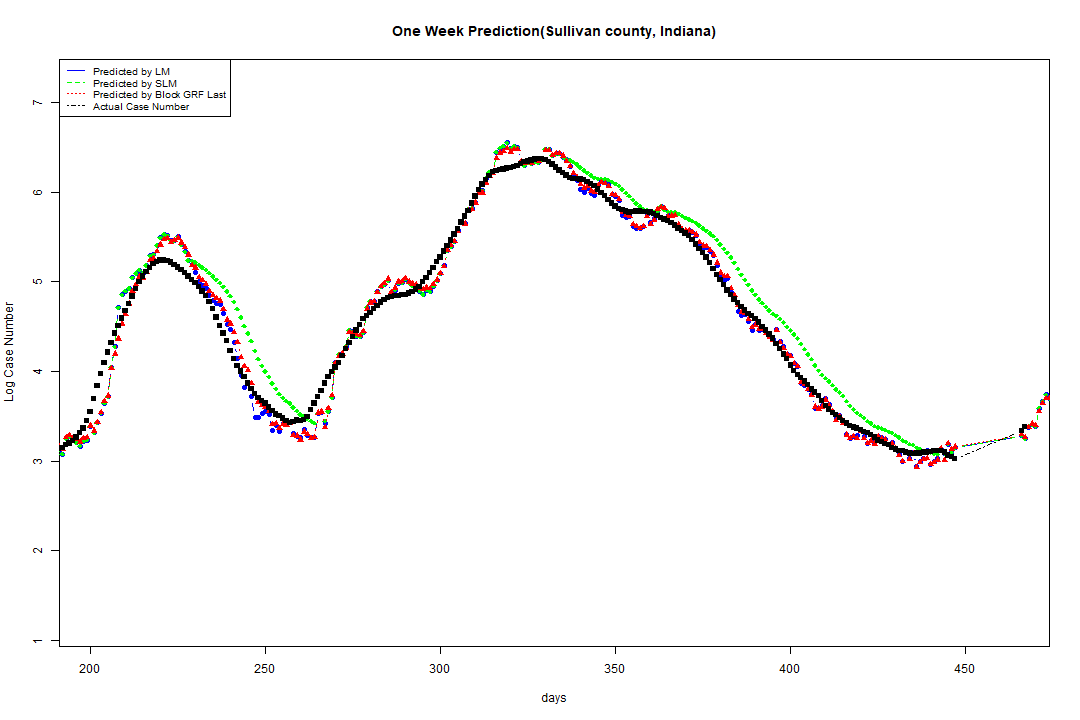 One Week Prediction(Sullivan county, Indiana)
Predicted by LM
Predicted by SLM
Predicted by Block GRF Last
Actual Case Number
7
6
5
4
3
2
1
Log Case Number
200 250 300 350 400 450
days